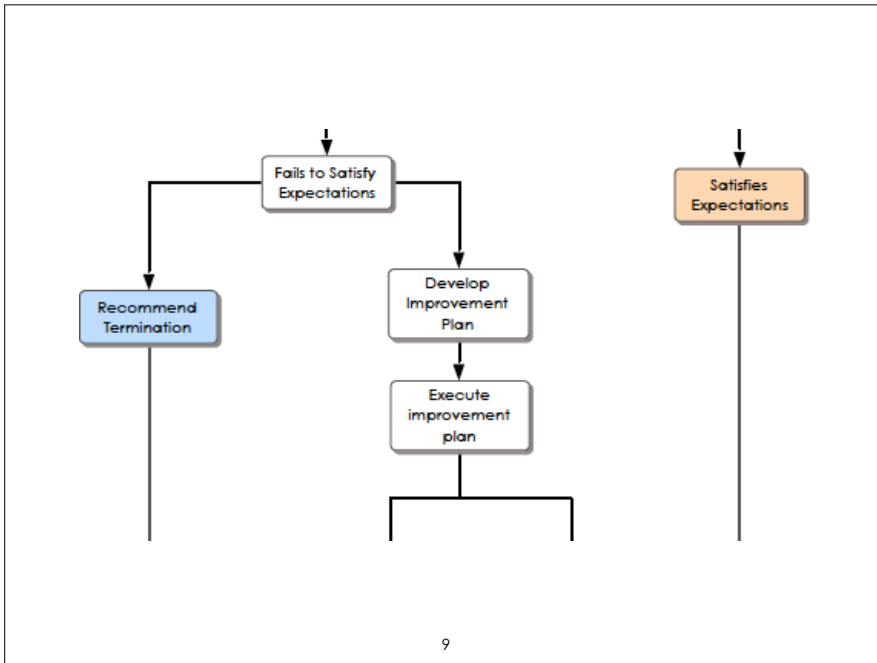 Fails to Satisfy
Expectations
Satisfies
Expectations
Recommend
Termination
Develop
Improvement
Plan
Execute
improvement
plan
9